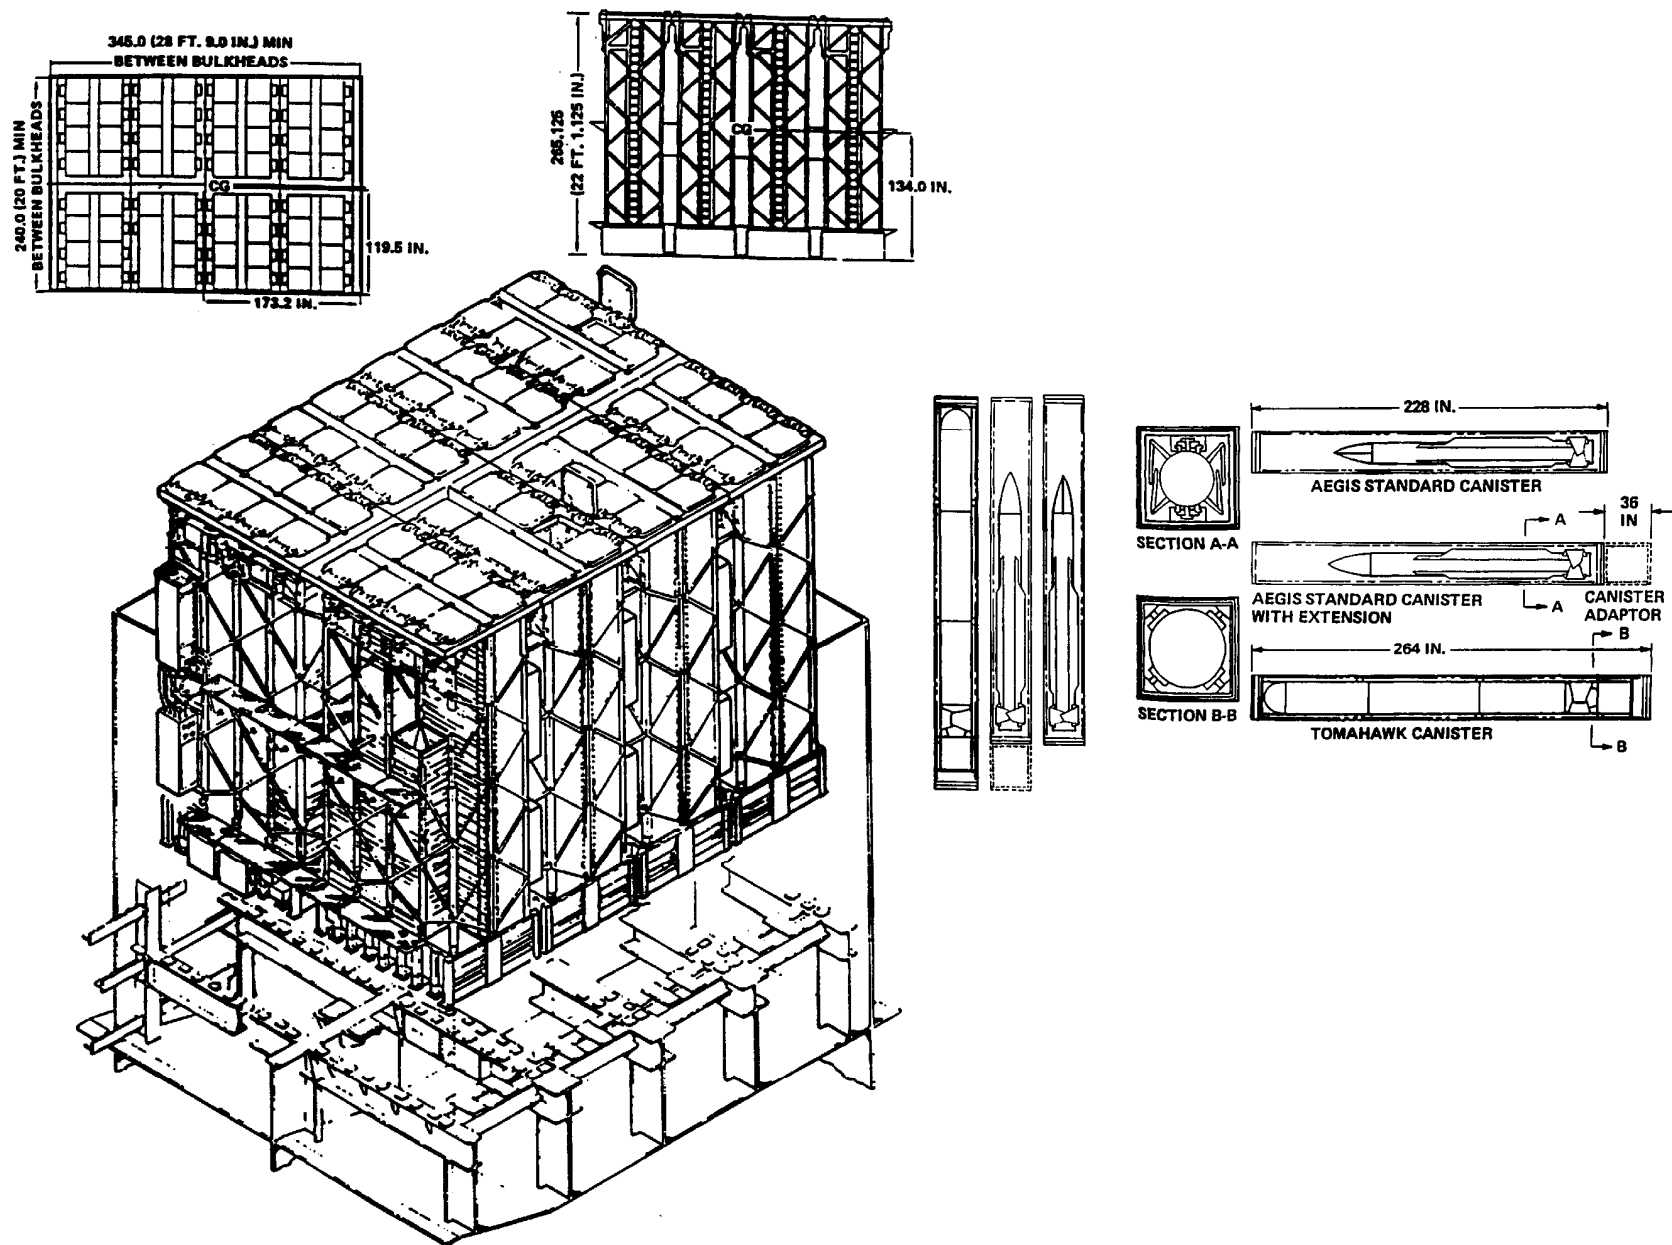 345.0 (28 FT. 9.0 IN.) MIN
BETWEEN BULKHEADS
240.0 (20 FT.) MIN
BETWEEN BULKHEADS
CG
119.5 IN.
173.2 IN.
265.125
(22 FT. 1.125 IN.)
CG
134.0 IN.
228 IN.
AEGIS STANDARD CANISTER
SECTION A-A
A
36
IN
A
AEGIS STANDARD CANISTER
WITH EXTENSION
CANISTER
ADAPTOR
B
264 IN.
SECTION B-B
TOMAHAWK CANISTER
B